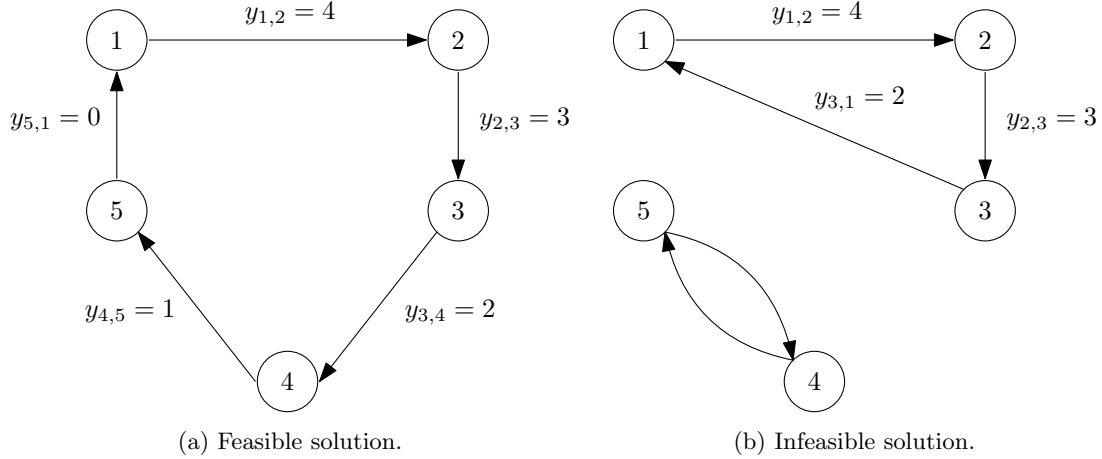 y1,2 = 4
1
2
y5,1 = 0
y2,3 = 3
5
3
y4,5 = 1
y3,4 = 2
4
(a) Feasible solution.
y1,2 = 4
1
2
y3,1 = 2
y2,3 = 3
5
3
4
(b) Infeasible solution.